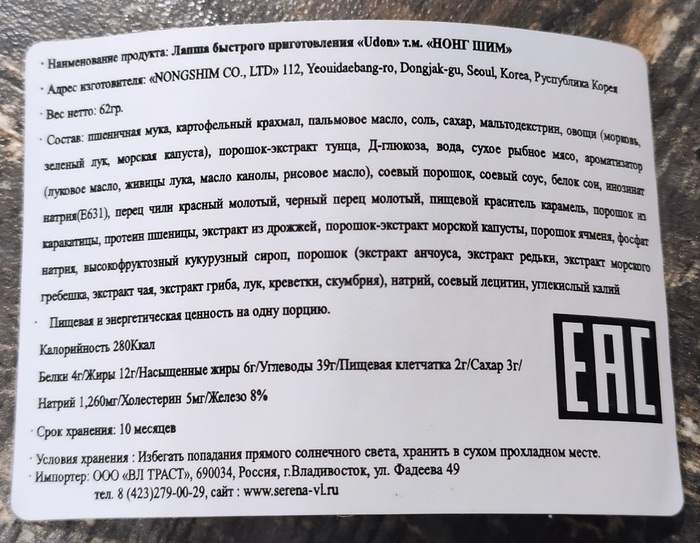 · Наименование продукта: Лапша быстрого приготовления «Udon» т.м. «НОНГ ШИМ»
· Адрес изготовителя: «NONGSHIM CO., LTD» 112, Yeouidaebang-ro, Dongjak-gu, Seoul, Korea, Республика Корея
· Вес нетто: 62гр.
· Состав: пшеничная мука, картофельный крахмал, пальмовое масло, соль, сахар, мальтодекстрин, овощи (морковь,
зеленый лук, морская капуста), порошок-экстракт тунца, Д-глюкоза, вода, сухое рыбное мясо, ароматизатор
(луковое масло, живицы лука, масло канолы, рисовое масло), соевый порошок, соевый соус, белок сои, инозинат
натрия(Е631), перец чили красный молотый, черный перец молотый, пищевой краситель карамель, порошок из
каракатицы, протеин пшеницы, экстракт из дрожжей, порошок-экстракт морской капусты, порошок ячменя, фосфат
натрия, высокофруктозный кукурузный сироп, порошок (экстракт анчоуса, экстракт редьки, экстракт морского
гребешка, экстракт чая, экстракт гриба, лук, креветки, скумбрия), натрий, соевый лецитин, углекислый калий
· Пищевая и энергетическая ценность на одну порцию.
Калорийность 280Ккал
Белки 4г/Жиры 12г/Насыщенные жиры 6г/Углеводы 39г/Пищевая клетчатка 2г/Сахар 3г/
Натрий 1,260мг/Холестерин 5мг/Железо 8%
EAC
· Срок хранения: 10 месяцев
· Условия хранения : Избегать попадания прямого солнечного света, хранить в сухом прохладном месте.
· Импортер: ООО «ВЛ ТРАСТ», 690034, Россия, г.Владивосток, ул. Фадеева 49
тел. 8 (423)279-00-29, сайт : www.serena-vl.ru